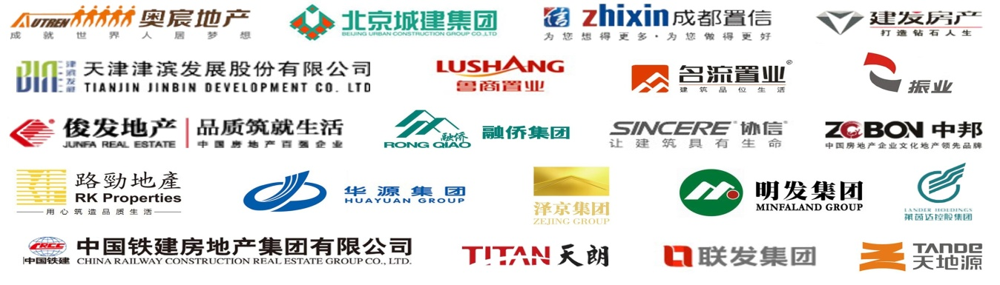 AUTREN 奥宸地产
成就世界人居梦想
北京城建集团
BEIJING URBAN CONSTRUCTION GROUP CO.,LTD
信 zhixin 成都置信
为您想得更多·为您做得更好
建发房产
打造钻石人生
JIN 津滨发展 天津津滨发展股份有限公司
TIANJIN JINBIN DEVELOPMENT CO. LTD
LUSHANG
鲁商置业
名流置业®
建筑品位生活
振业
俊发地产
JUNFA REAL ESTATE
品质筑就生活
中国房地产百强企业
融侨
RONG QIAO
融侨集团
SINCERE® 协信®
让建筑具有生命
ZOBON 中邦
中国房地产企业文化地产领先品牌
路勁地產
RK Properties
用心筑造品质生活
华源集团
HUAYUAN GROUP
泽京集团
ZEJING GROUP
明发集团
MINFALAND GROUP
LANDER HOLDINGS
莱茵达控股集团
CRCC
中国铁建
中国铁建房地产集团有限公司
CHINA RAILWAY CONSTRUCTION REAL ESTATE GROUP CO., LTD.
TITAN 天朗
联发集团
TANDE
天地源